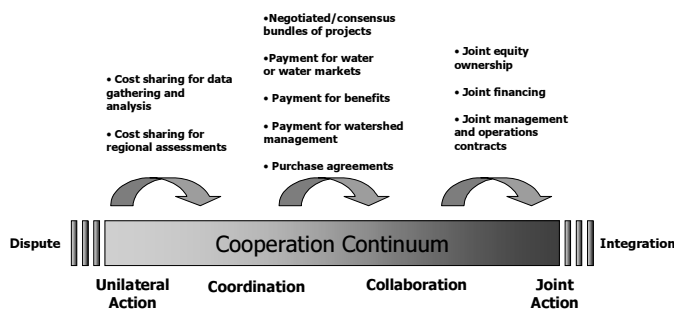 • Cost sharing for data
gathering and
analysis
• Cost sharing for
regional assessments
•Negotiated/consensus
bundles of projects
•Payment for water
or water markets
• Payment for benefits
• Payment for watershed
management
• Purchase agreements
• Joint equity
ownership
• Joint financing
• Joint management
and operations
contracts
Dispute
Cooperation Continuum
Integration
Unilateral
Action
Coordination
Collaboration
Joint
Action